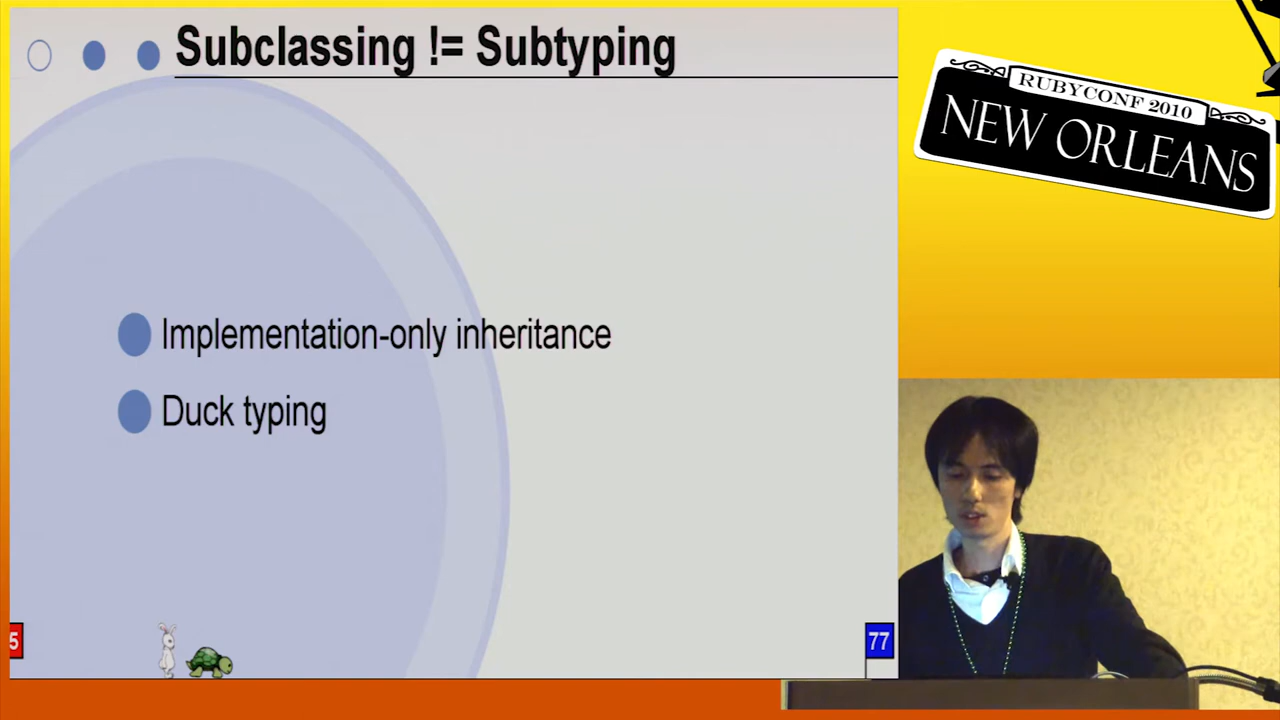 Subclassing != Subtyping
RUBYCONF 2010
NEW ORLEANS
Implementation-only inheritance
Duck typing
5
77